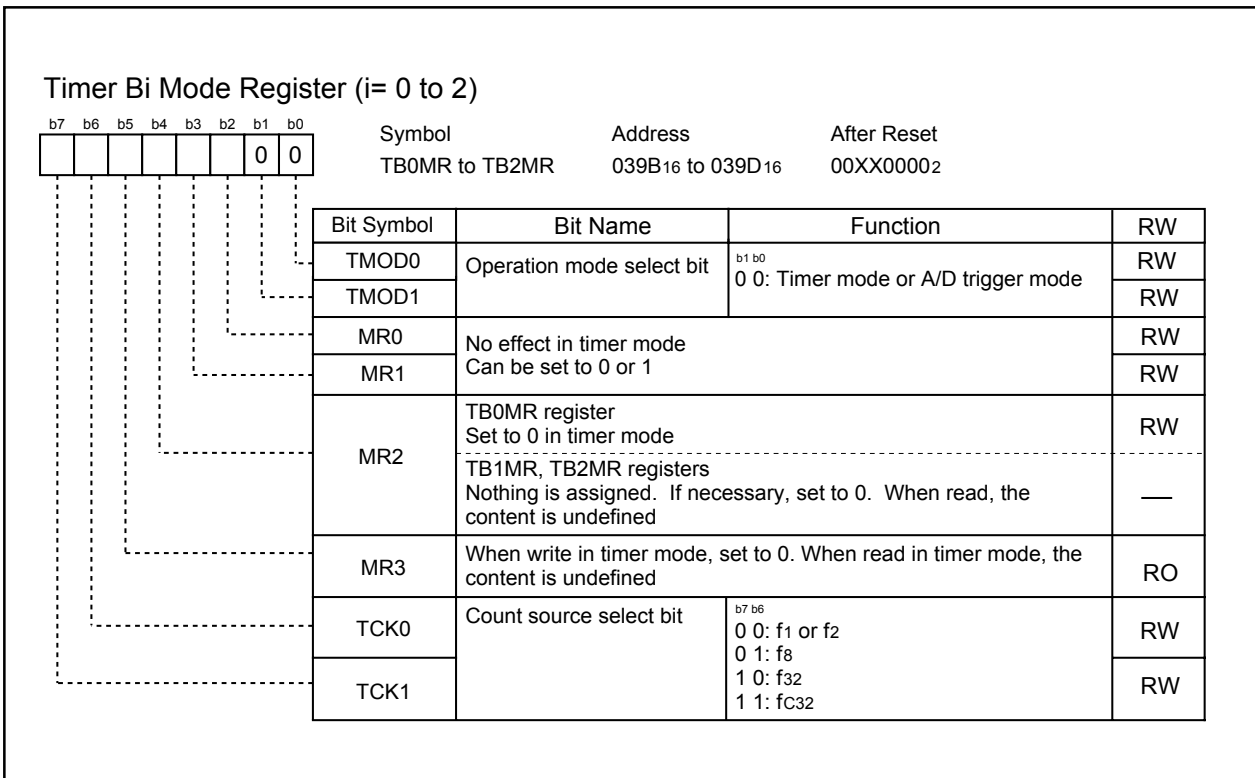 Timer Bi Mode Register (i= 0 to 2)
b7 b6 b5 b4 b3 b2 b1 b0
0 0
Symbol Address After Reset
TB0MR to TB2MR 039B16 to 039D16 00XX00002
Bit Symbol Bit Name Function RW
TMOD0 Operation mode select bit b1 b0 RW
0 0: Timer mode or A/D trigger mode
TMOD1 RW
MR0 No effect in timer mode RW
MR1 Can be set to 0 or 1 RW
MR2 TB0MR register RW
Set to 0 in timer mode
TB1MR, TB2MR registers —
Nothing is assigned. If necessary, set to 0. When read, the
content is undefined
MR3 When write in timer mode, set to 0. When read in timer mode, the RO
content is undefined
TCK0 Count source select bit b7 b6 RW
0 0: f1 or f2
0 1: f8
TCK1 1 0: f32 RW
1 1: fC32